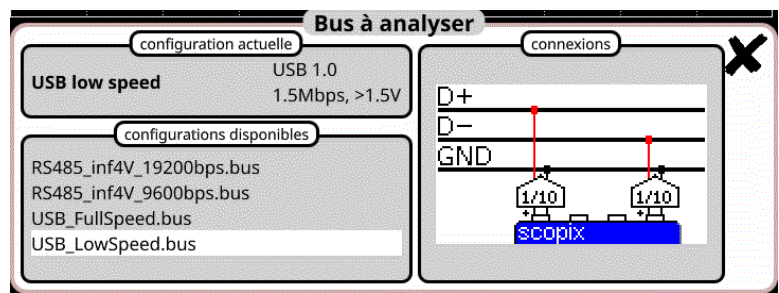 Bus à analyser
configuration actuelle
USB low speed
USB 1.0
1.5Mbps, >1.5V
configurations disponibles
RS485_inf4V_19200bps.bus
RS485_inf4V_9600bps.bus
USB_FullSpeed.bus
USB_LowSpeed.bus
connexions
D+
D−
GND
1/10 1/10
+ +
scopix